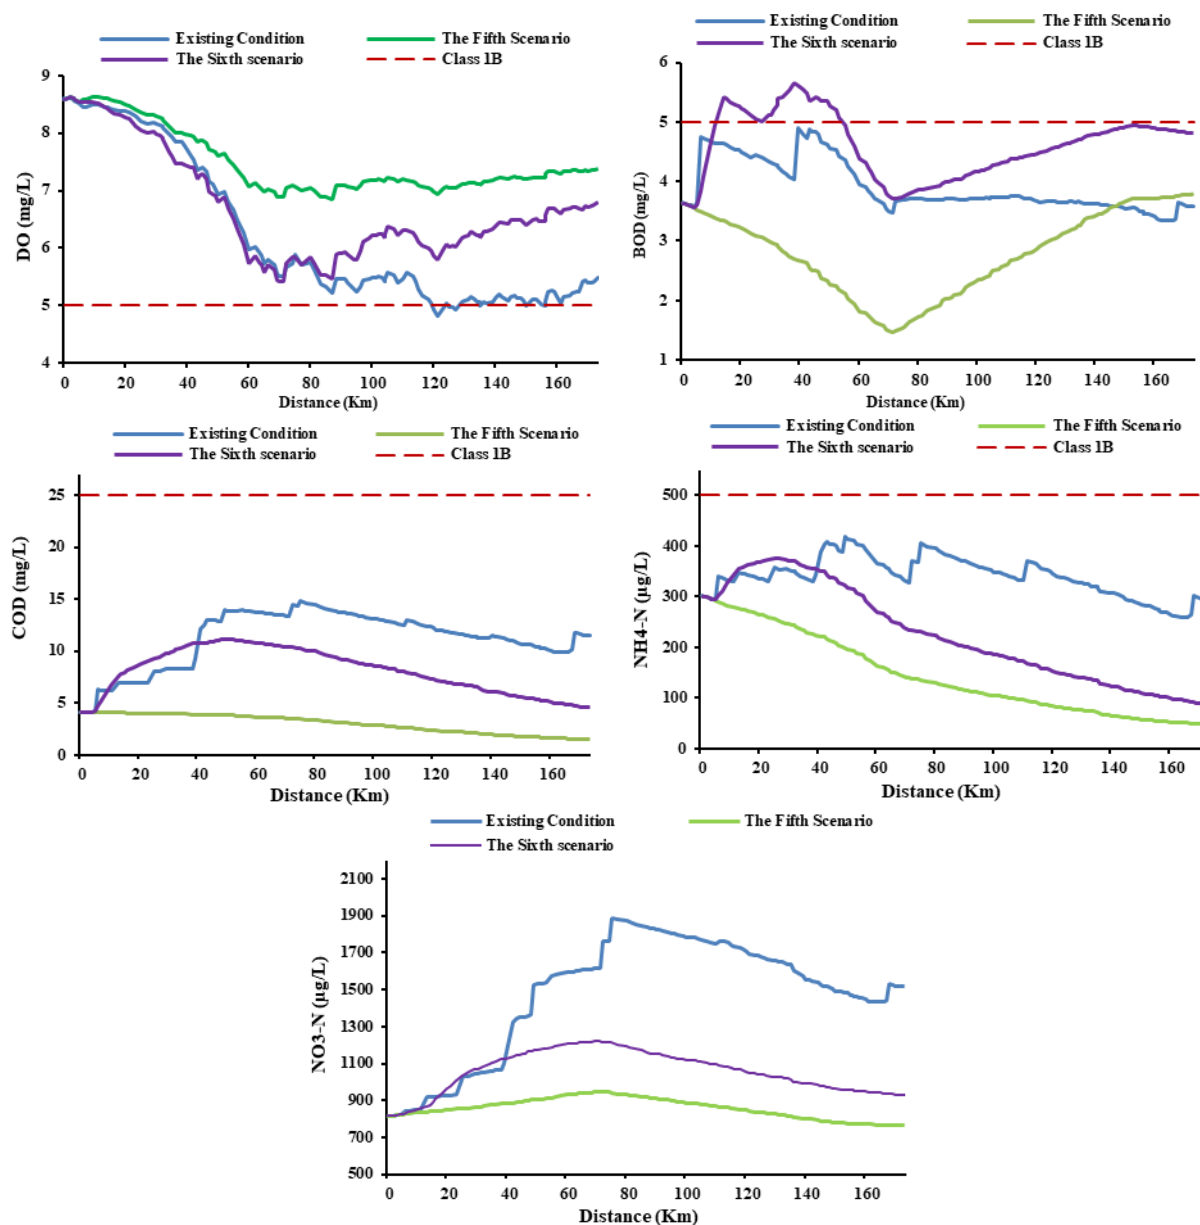 Existing Condition
The Fifth Scenario
The Sixth scenario
Class 1B
DO (mg/L)
9
8
7
6
5
4
0 20 40 60 80 100 120 140 160
Distance (Km)
Existing Condition
The Fifth Scenario
The Sixth scenario
Class 1B
BOD (mg/L)
6
5
4
3
2
1
0 20 40 60 80 100 120 140 160
Distance (Km)
Existing Condition
The Fifth Scenario
The Sixth scenario
Class 1B
COD (mg/L)
25
20
15
10
5
0
0 20 40 60 80 100 120 140 160
Distance (Km)
Existing Condition
The Fifth Scenario
The Sixth scenario
Class 1B
NH4-N (µg/L)
500
400
300
200
100
0
0 20 40 60 80 100 120 140 160
Distance (Km)
Existing Condition
The Fifth Scenario
The Sixth scenario
NO3-N (µg/L)
2100
1900
1700
1500
1300
1100
900
700
500
0 20 40 60 80 100 120 140 160
Distance (Km)